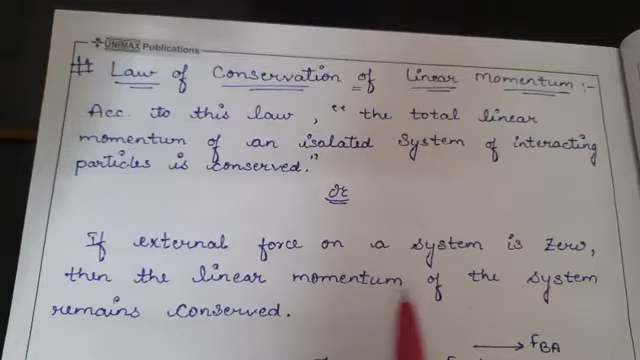 UNIMAX Publications
# Law of Conservation of Linear Momentum :-
Acc. to this law, "the total linear
momentum of an isolated system of interacting
particles is conserved."
Or
If external force on a system is zero,
then the linear momentum of the system
remains conserved.
FBA